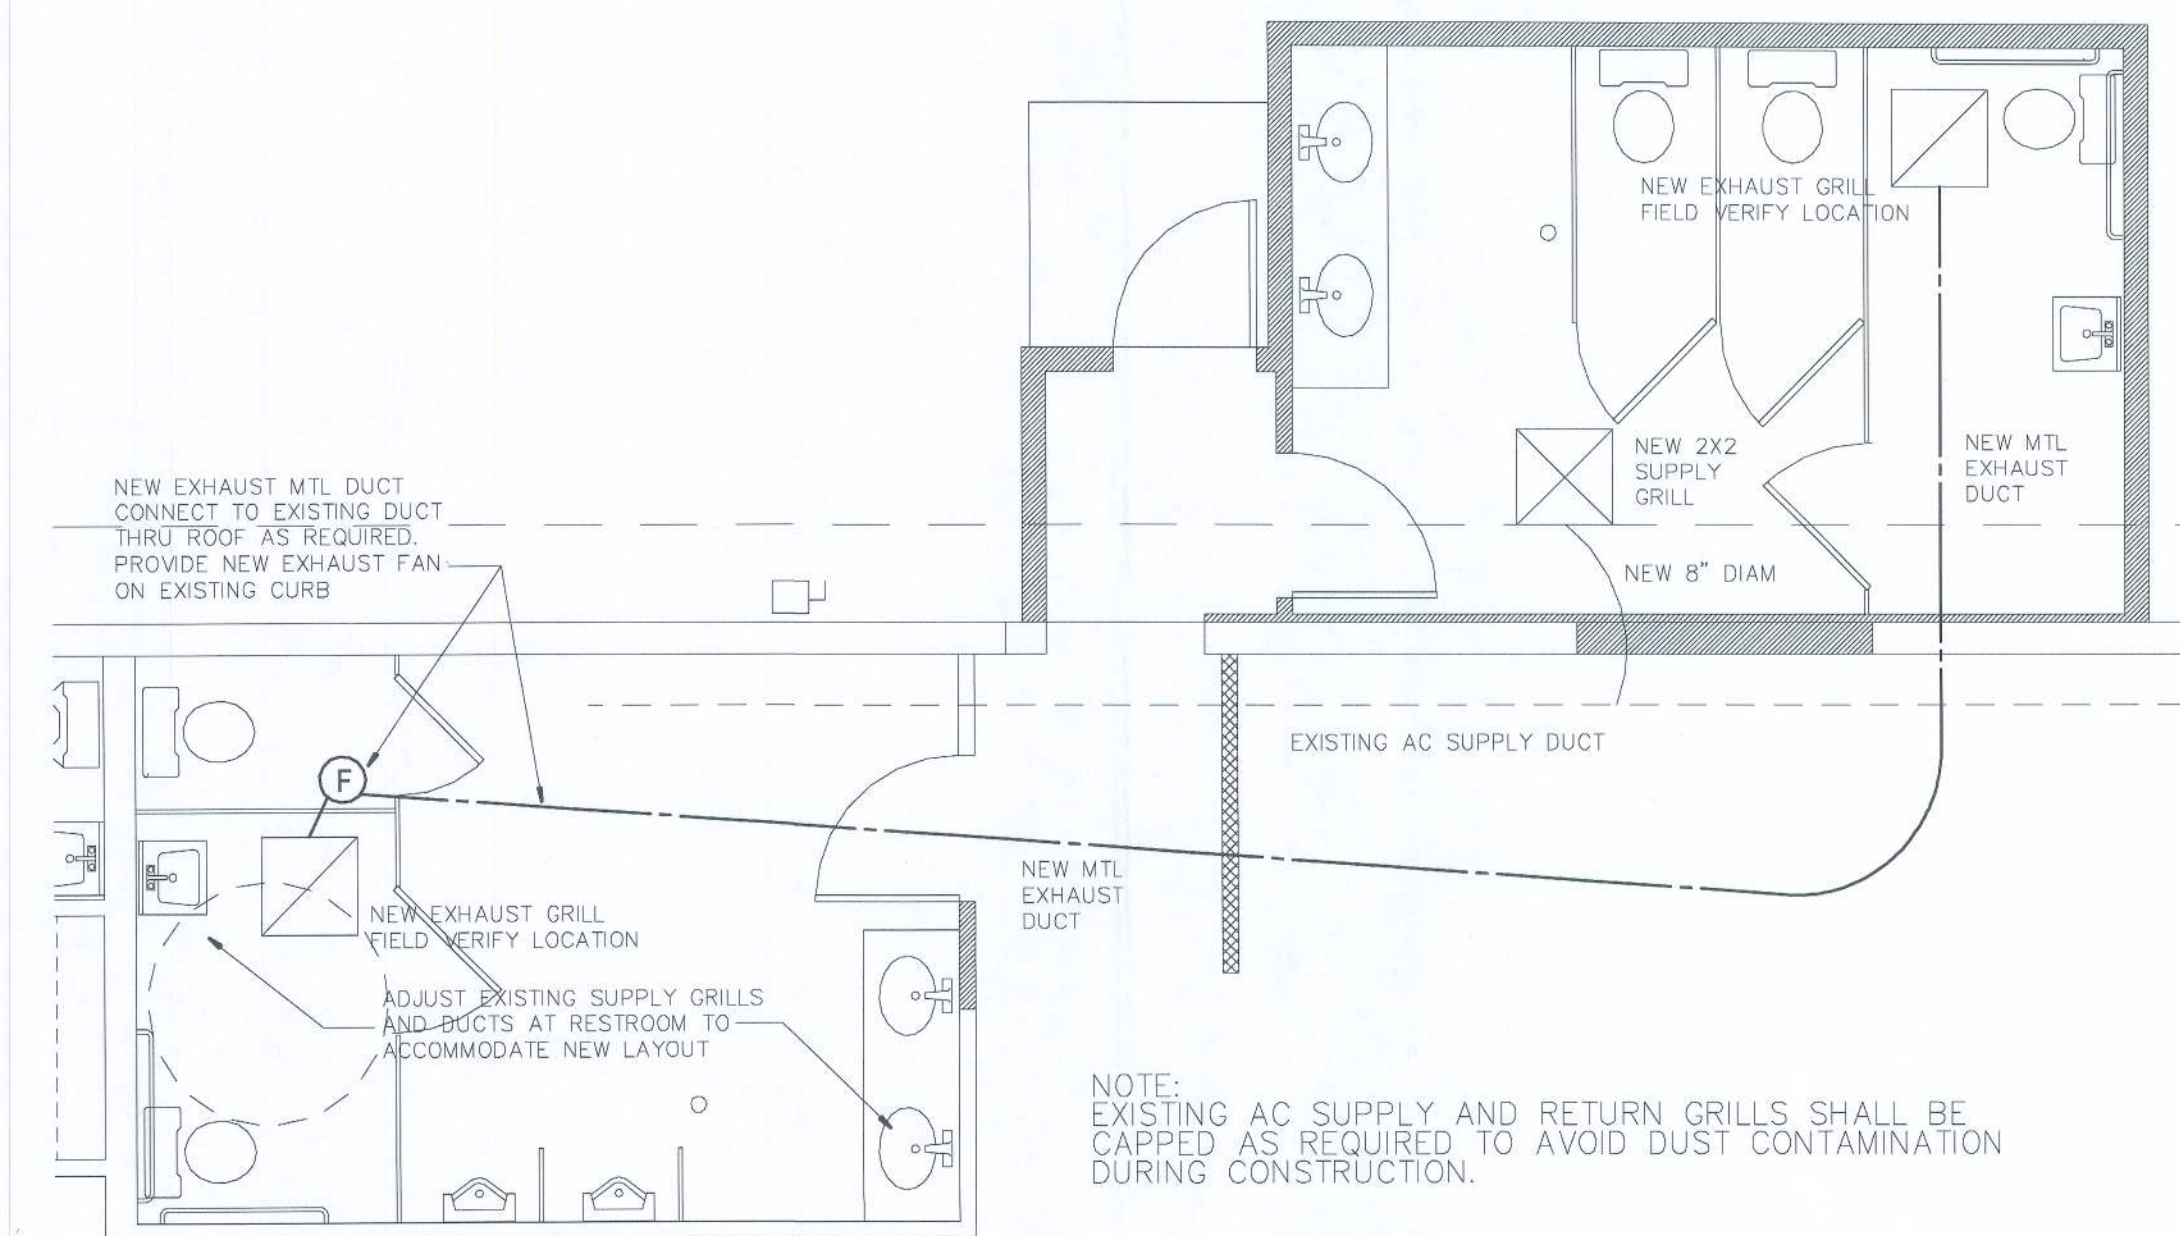 NEW EXHAUST GRILL
FIELD VERIFY LOCATION
NEW 2X2
SUPPLY
GRILL
NEW MTL
EXHAUST
DUCT
NEW EXHAUST MTL DUCT
CONNECT TO EXISTING DUCT
THRU ROOF AS REQUIRED.
PROVIDE NEW EXHAUST FAN
ON EXISTING CURB
NEW 8" DIAM
EXISTING AC SUPPLY DUCT
F
NEW MTL
EXHAUST
DUCT
NEW EXHAUST GRILL
FIELD VERIFY LOCATION
ADJUST EXISTING SUPPLY GRILLS
AND DUCTS AT RESTROOM TO
ACCOMMODATE NEW LAYOUT
NOTE:
EXISTING AC SUPPLY AND RETURN GRILLS SHALL BE
CAPPED AS REQUIRED TO AVOID DUST CONTAMINATION
DURING CONSTRUCTION.